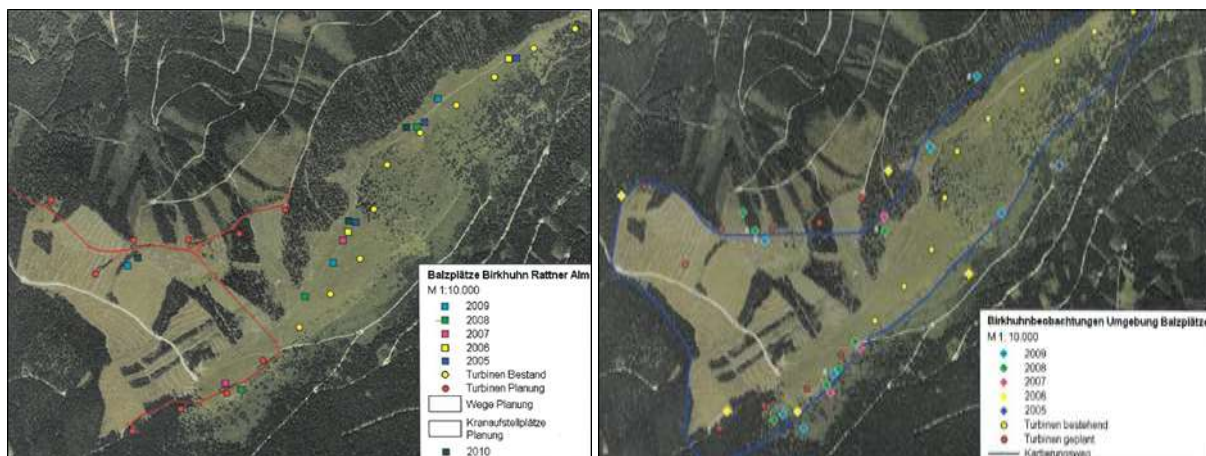 Balzplätze Birkhuhn Rattner Alm
M 1:10.000
2009
2008
2007
2006
2005
Turbinen Bestand
Turbinen Planung
Wege Planung
Kranaufstellplätze
Planung
2010
Birkhuhnbeobachtungen Umgebung Balzplätze
M 1: 10.000
2009
2008
2007
2006
2005
Turbinen bestehend
Turbinen geplant
Kartierungsweg